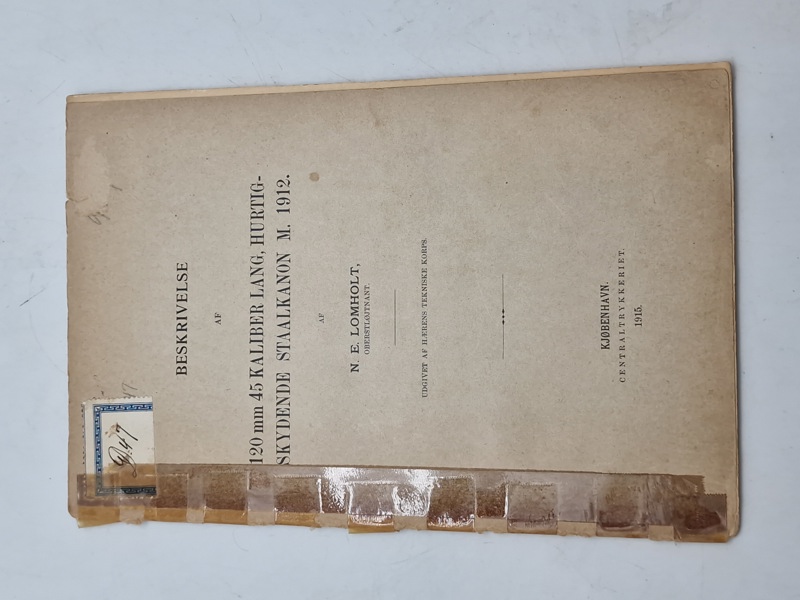 BESKRIVELSE
AF
120 mm 45 KALIBER LANG, HURTIG-
SKYDENDE STAALKANON M. 1912.
AF
N. E. LOMHOLT,
OBERSTLØJTNANT.
UDGIVET AF HÆRENS TEKNISKE KORPS.
KJØBENHAVN.
CENTRALTRYKKERIET.
1915.
47